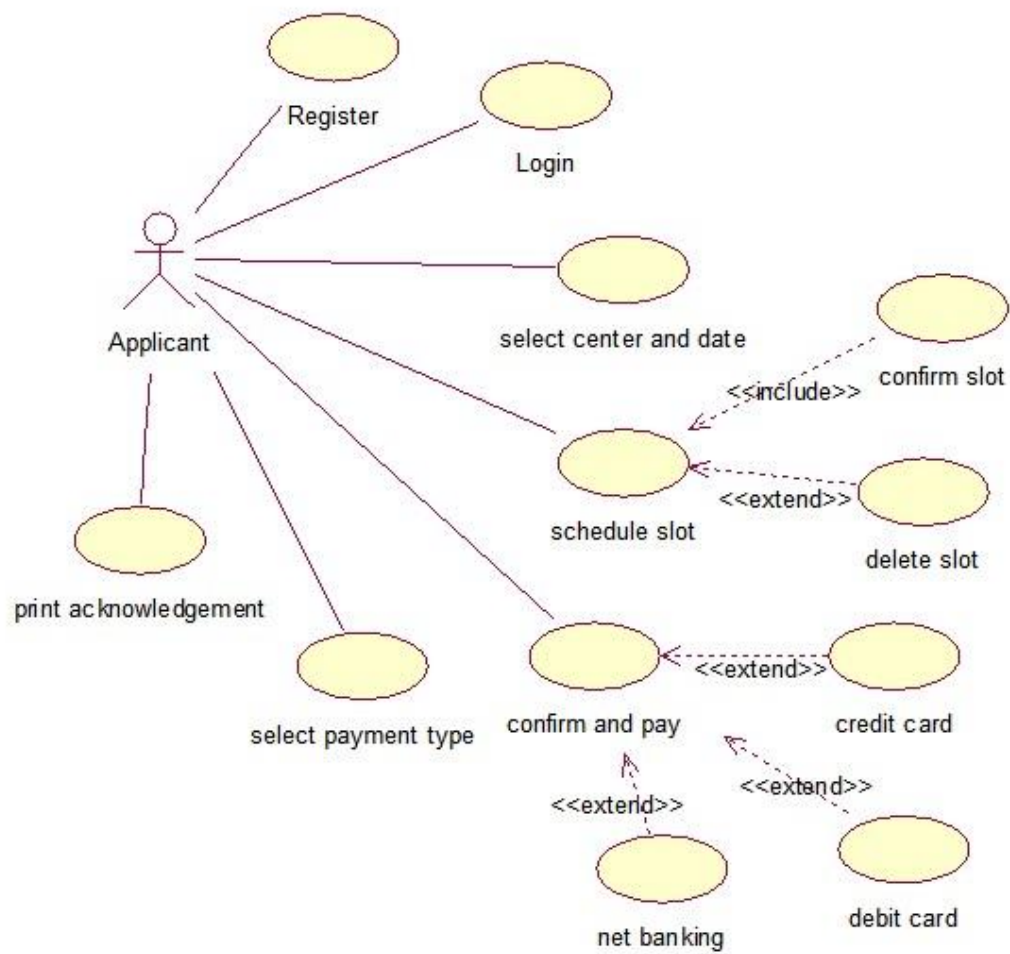 Register
Login
Applicant
select center and date
confirm slot
<<include>>
schedule slot
<<extend>>
delete slot
print acknowledgement
select payment type
confirm and pay
<<extend>>
credit card
<<extend>>
<<extend>>
net banking
debit card